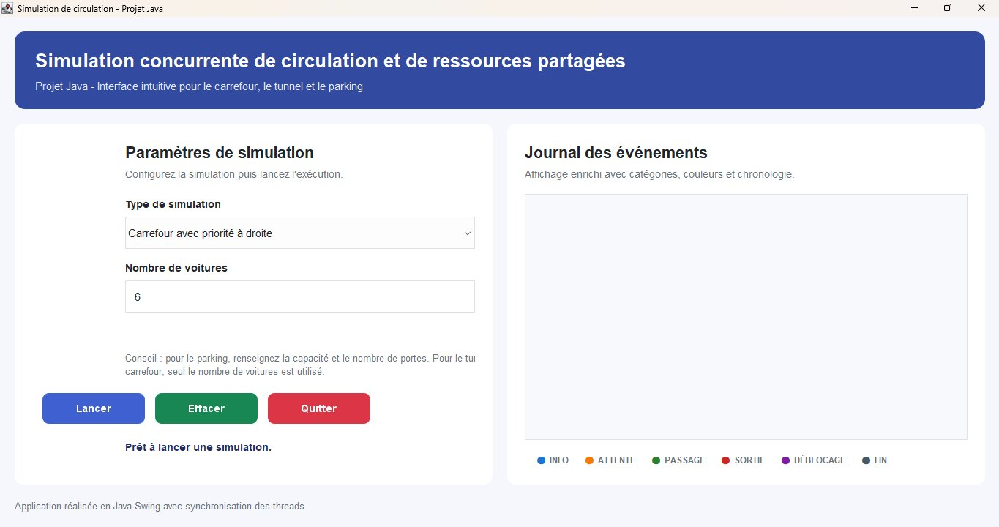 Simulation de circulation - Projet Java
Simulation concurrente de circulation et de ressources partagées
Projet Java - Interface intuitive pour le carrefour, le tunnel et le parking
Paramètres de simulation
Configurez la simulation puis lancez l'exécution.
Type de simulation
Carrefour avec priorité à droite
Nombre de voitures
6
Conseil : pour le parking, renseignez la capacité et le nombre de portes. Pour le
carrefour, seul le nombre de voitures est utilisé.
Lancer
Effacer
Quitter
Prêt à lancer une simulation.
Journal des événements
Affichage enrichi avec catégories, couleurs et chronologie.
INFO
ATTENTE
PASSAGE
SORTIE
DÉBLOCAGE
FIN
Application réalisée en Java Swing avec synchronisation des threads.